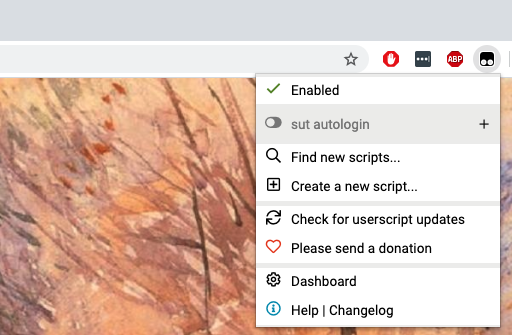 ABP
Enabled
sut autologin
Find new scripts...
Create a new script...
Check for userscript updates
Please send a donation
Dashboard
Help | Changelog